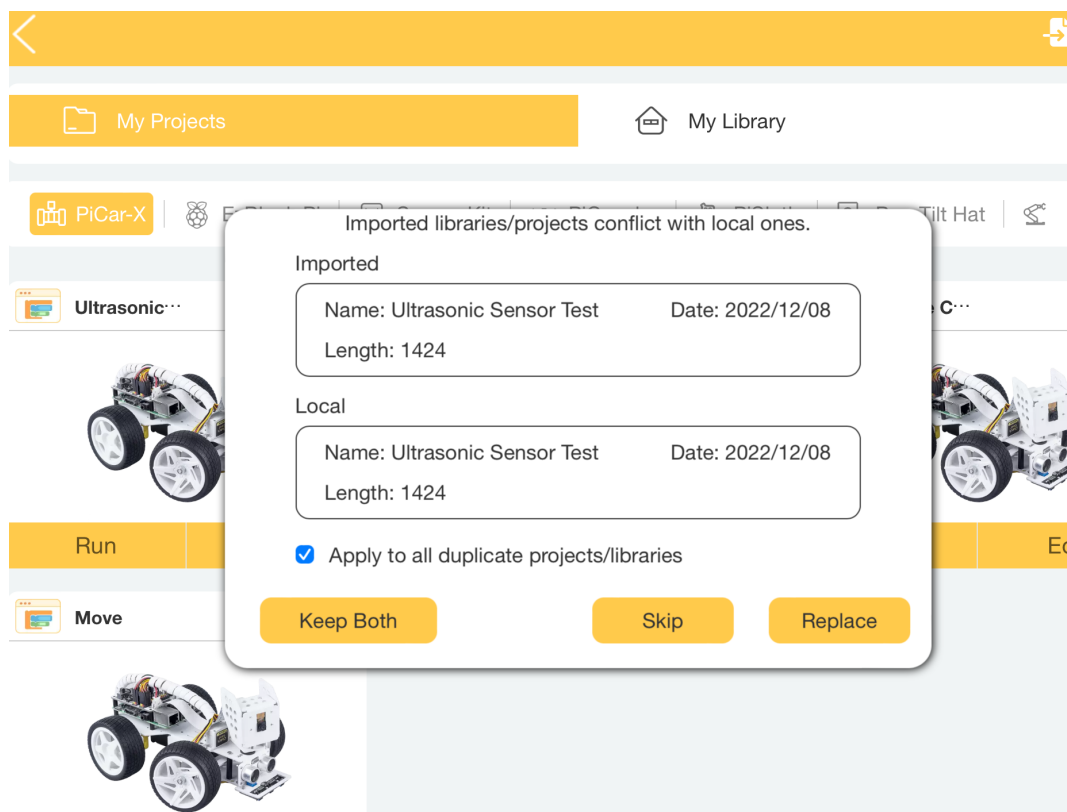 My Projects
My Library
PiCar-X
Tilt Hat
Imported libraries/projects conflict with local ones.
Imported
Name: Ultrasonic Sensor Test Date: 2022/12/08
Length: 1424
Local
Name: Ultrasonic Sensor Test Date: 2022/12/08
Length: 1424
Apply to all duplicate projects/libraries
Keep Both Skip Replace
Ultrasonic···
C···
Run
Move